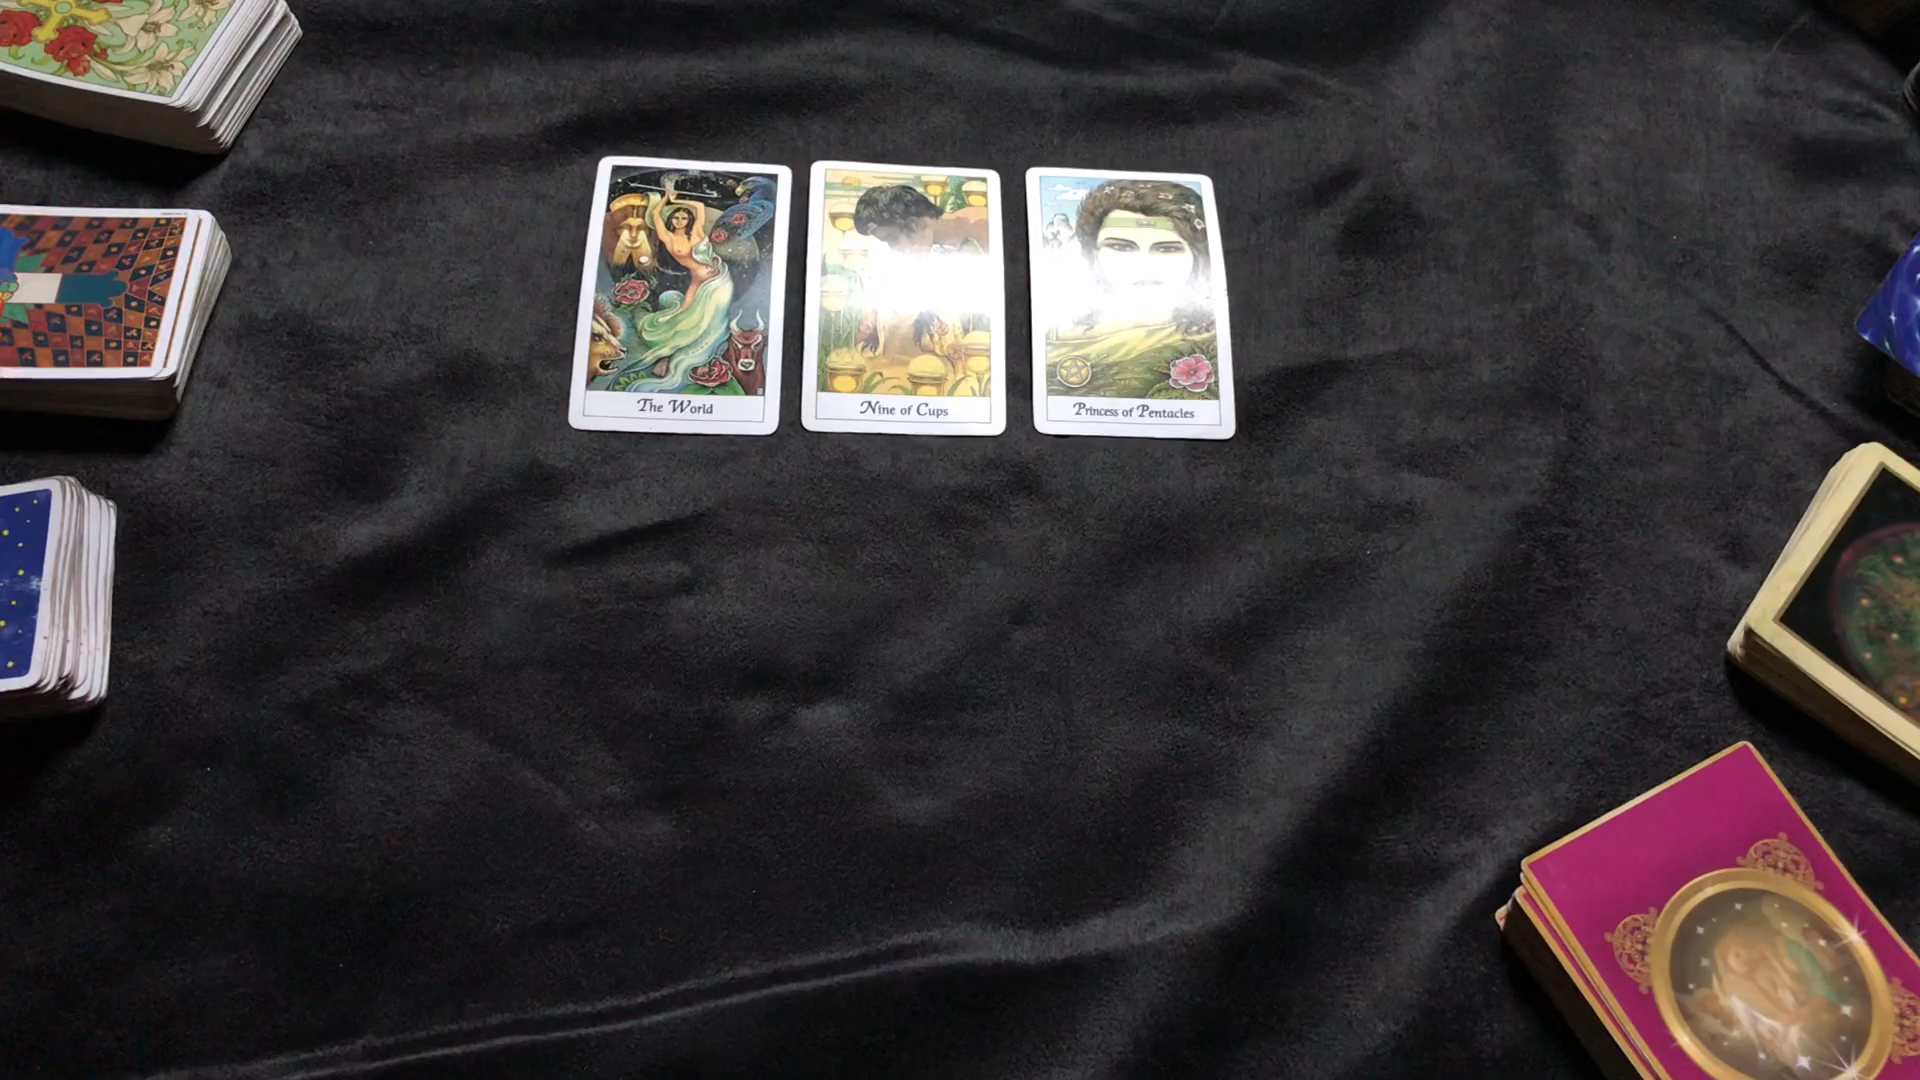 The World
Nine of Cups
Princess of Pentacles